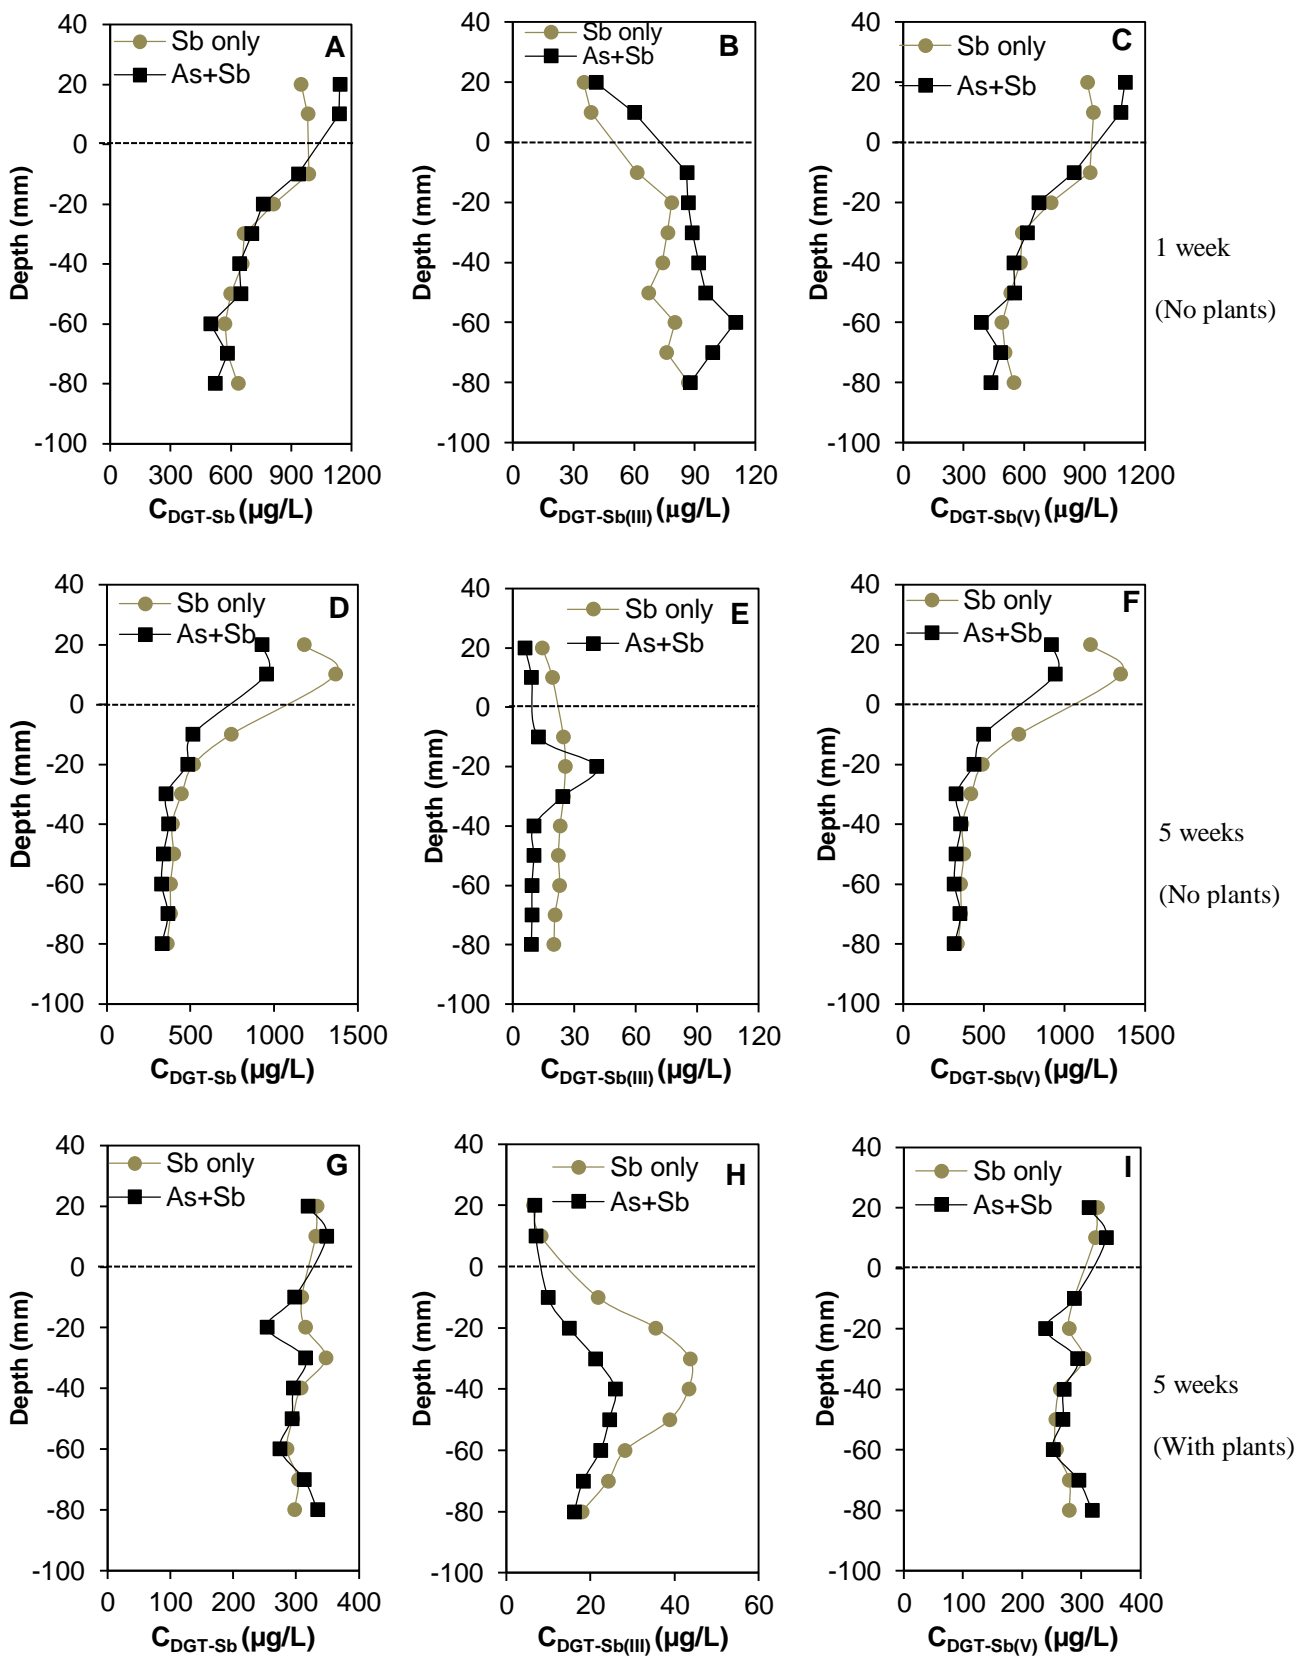 Sb only
As+Sb
A
40
20
0
-20
-40
-60
-80
-100
Depth (mm)
0 300 600 900 1200
CDGT-Sb (µg/L)
Sb only
As+Sb
B
40
20
0
-20
-40
-60
-80
-100
Depth (mm)
0 30 60 90 120
CDGT-Sb(III) (µg/L)
Sb only
As+Sb
C
40
20
0
-20
-40
-60
-80
-100
Depth (mm)
0 300 600 900 1200
CDGT-Sb(V) (µg/L)
1 week
(No plants)
Sb only
As+Sb
D
40
20
0
-20
-40
-60
-80
-100
Depth (mm)
0 500 1000 1500
CDGT-Sb (µg/L)
Sb only
As+Sb
E
40
20
0
-20
-40
-60
-80
-100
Depth (mm)
0 30 60 90 120
CDGT-Sb(III) (µg/L)
Sb only
As+Sb
F
40
20
0
-20
-40
-60
-80
-100
Depth (mm)
0 500 1000 1500
CDGT-Sb(V) (µg/L)
5 weeks
(No plants)
Sb only
As+Sb
G
40
20
0
-20
-40
-60
-80
-100
Depth (mm)
0 100 200 300 400
CDGT-Sb (µg/L)
Sb only
As+Sb
H
40
20
0
-20
-40
-60
-80
-100
Depth (mm)
0 20 40 60
CDGT-Sb(III) (µg/L)
Sb only
As+Sb
I
40
20
0
-20
-40
-60
-80
-100
Depth (mm)
0 100 200 300 400
CDGT-Sb(V) (µg/L)
5 weeks
(With plants)